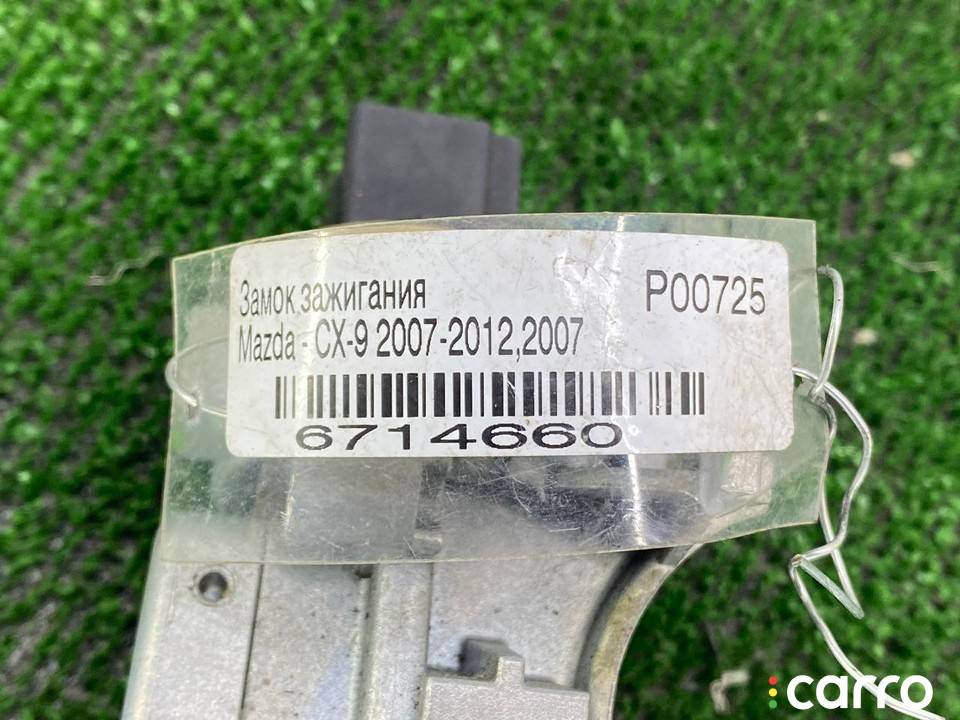 Замок зажигания P00725
Mazda - CX-9 2007-2012,2007
6714660
carro